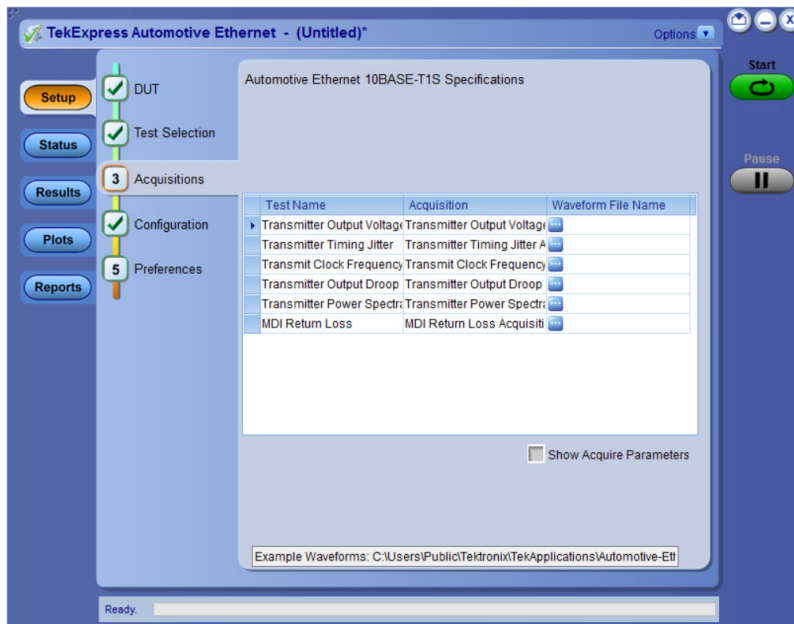 TekExpress Automotive Ethernet - (Untitled)*
Options
Start
Pause
Setup
Status
Results
Plots
Reports
DUT
Test Selection
3 Acquisitions
Configuration
5 Preferences
Automotive Ethernet 10BASE-T1S Specifications
Test Name Acquisition Waveform File Name
Transmitter Output Voltage Transmitter Output Voltage ...
Transmitter Timing Jitter Transmitter Timing Jitter A ...
Transmit Clock Frequency Transmit Clock Frequency ...
Transmitter Output Droop Transmitter Output Droop ...
Transmitter Power Spectra Transmitter Power Spectra ...
MDI Return Loss MDI Return Loss Acquisiti ...
Show Acquire Parameters
Example Waveforms: C:\Users\Public\Tektronix\TekApplications\Automotive-Eth
Ready.